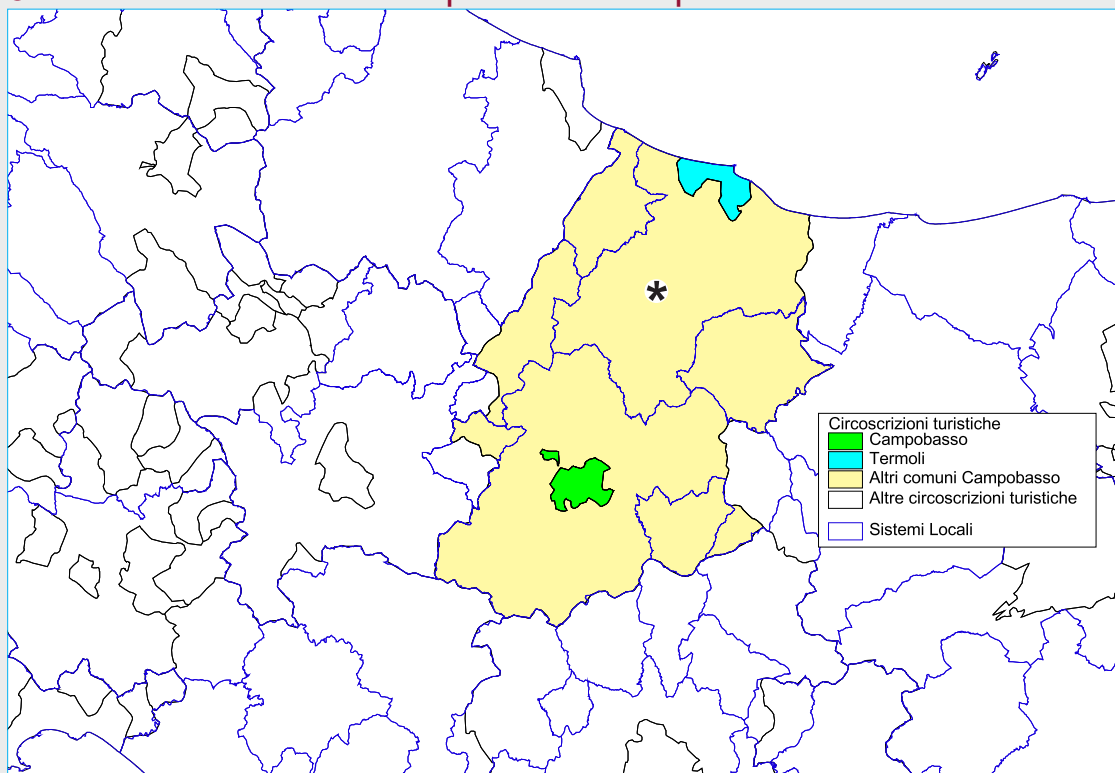 *
Circoscrizioni turistiche
Campobasso
Termoli
Altri comuni Campobasso
Altre circoscrizioni turistiche
Sistemi Locali